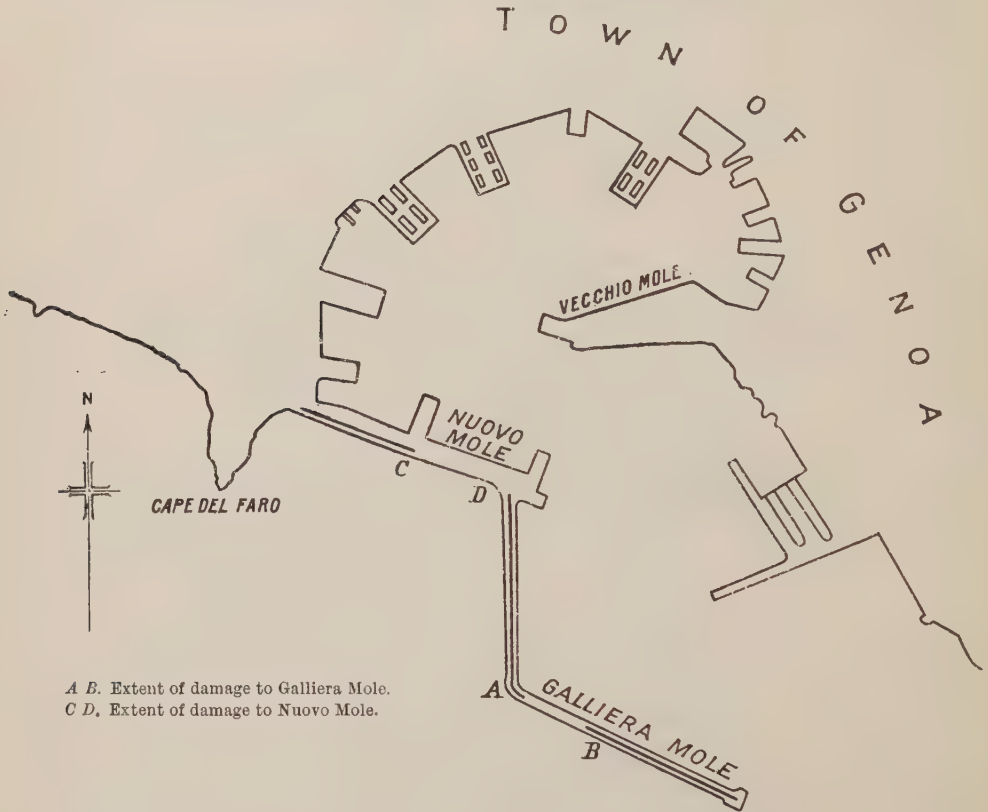 TOWN OF GENOA
VECCHIO MOLE
N
NUOVO
MOLE
C
D
CAPE DEL FARO
A
GALLIERA MOLE
B
A B. Extent of damage to Galliera Mole.
C D. Extent of damage to Nuovo Mole.